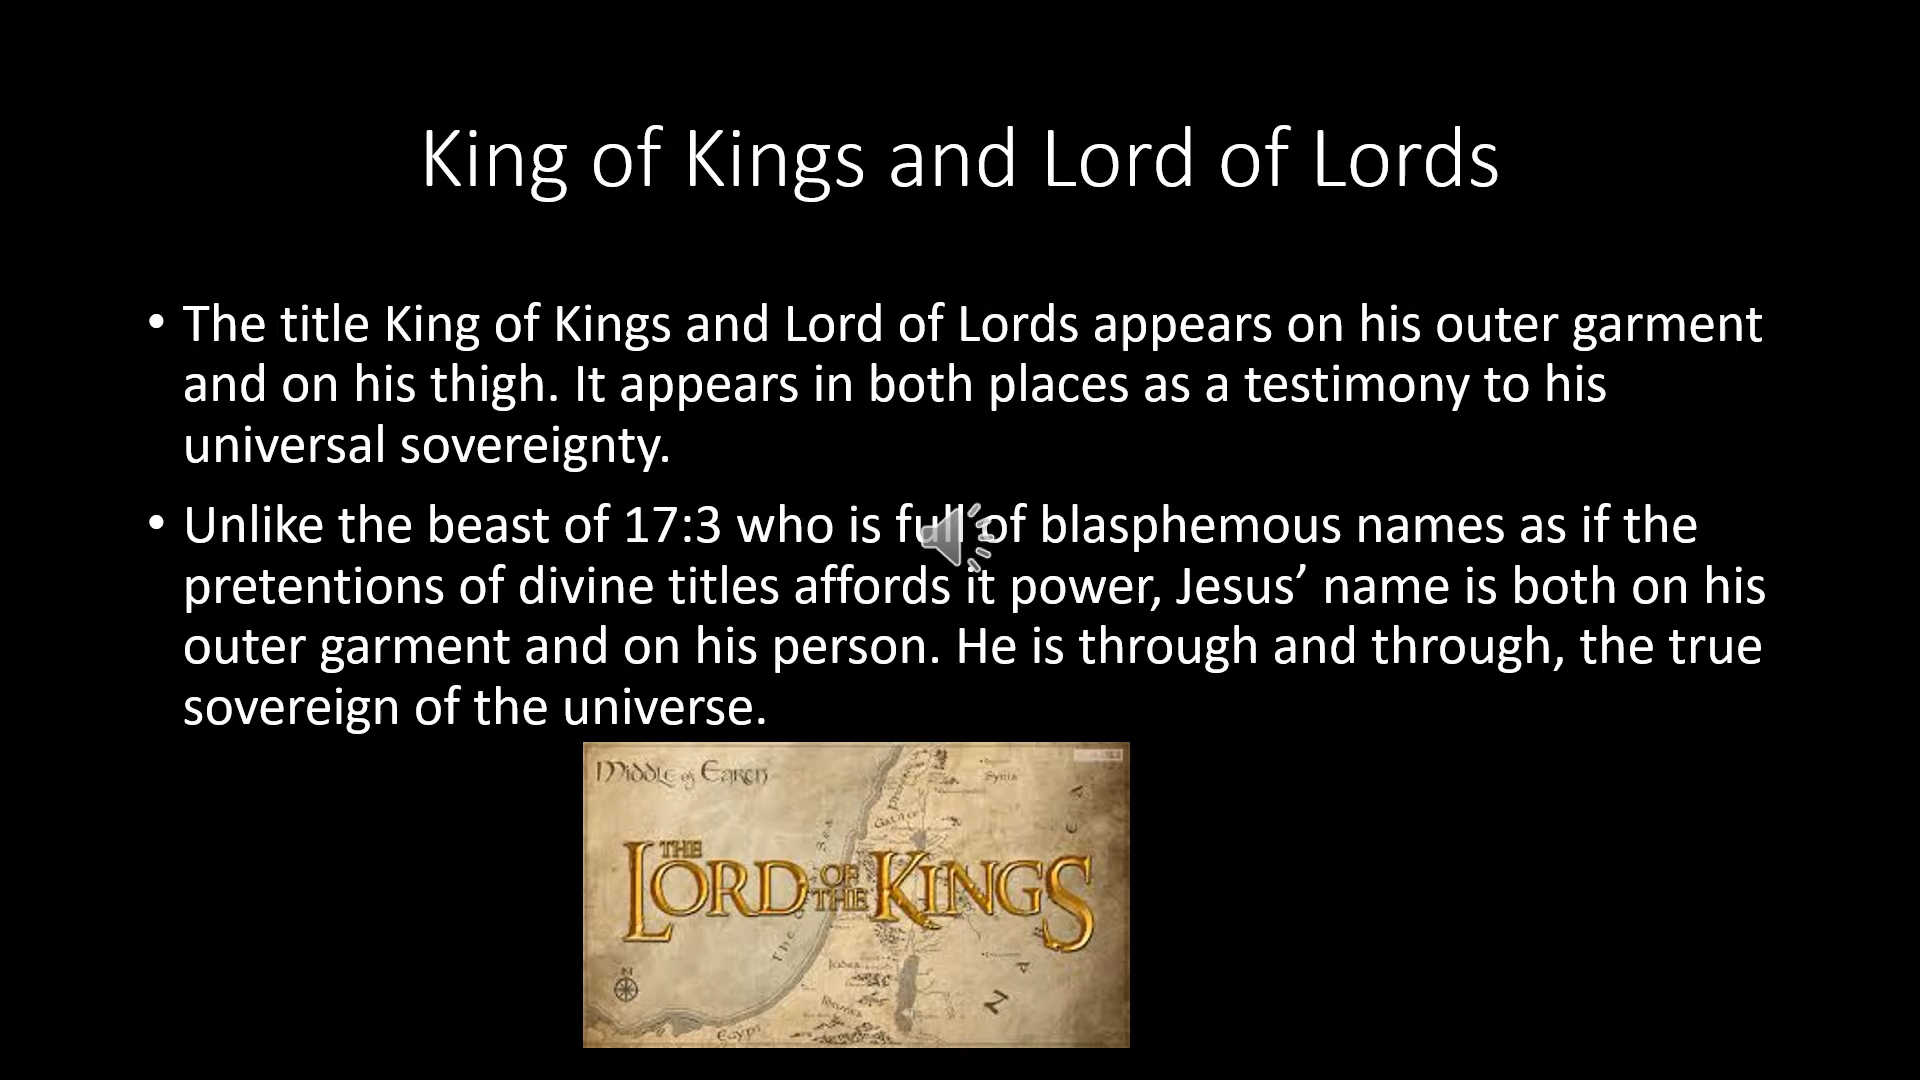 King of Kings and Lord of Lords
• The title King of Kings and Lord of Lords appears on his outer garment
and on his thigh. It appears in both places as a testimony to his
universal sovereignty.
• Unlike the beast of 17:3 who is full of blasphemous names as if the
pretentions of divine titles affords it power, Jesus’ name is both on his
outer garment and on his person. He is through and through, the true
sovereign of the universe.
Middle of Earth
Syria
THE
LORD OF THE KINGS
The
Sea
N
Egypt